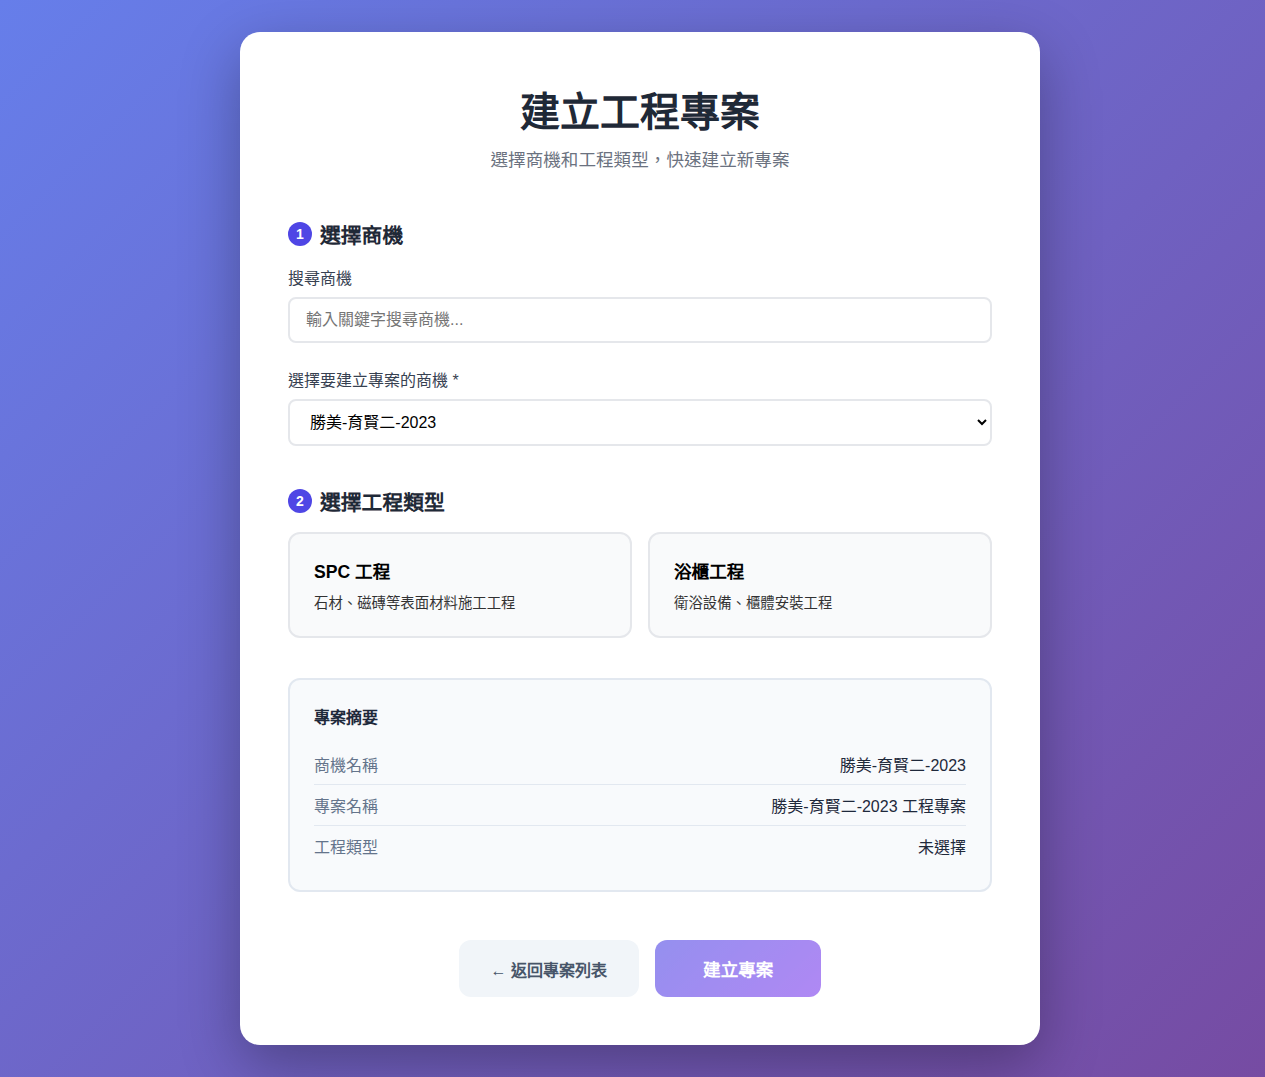 建立工程專案
選擇商機和工程類型，快速建立新專案
1 選擇商機
搜尋商機
輸入關鍵字搜尋商機...
選擇要建立專案的商機 *
勝美-育賢二-2023
2 選擇工程類型
SPC 工程
石材、磁磚等表面材料施工工程
浴櫃工程
衛浴設備、櫃體安裝工程
專案摘要
商機名稱 勝美-育賢二-2023
專案名稱 勝美-育賢二-2023 工程專案
工程類型 未選擇
← 返回專案列表 建立專案